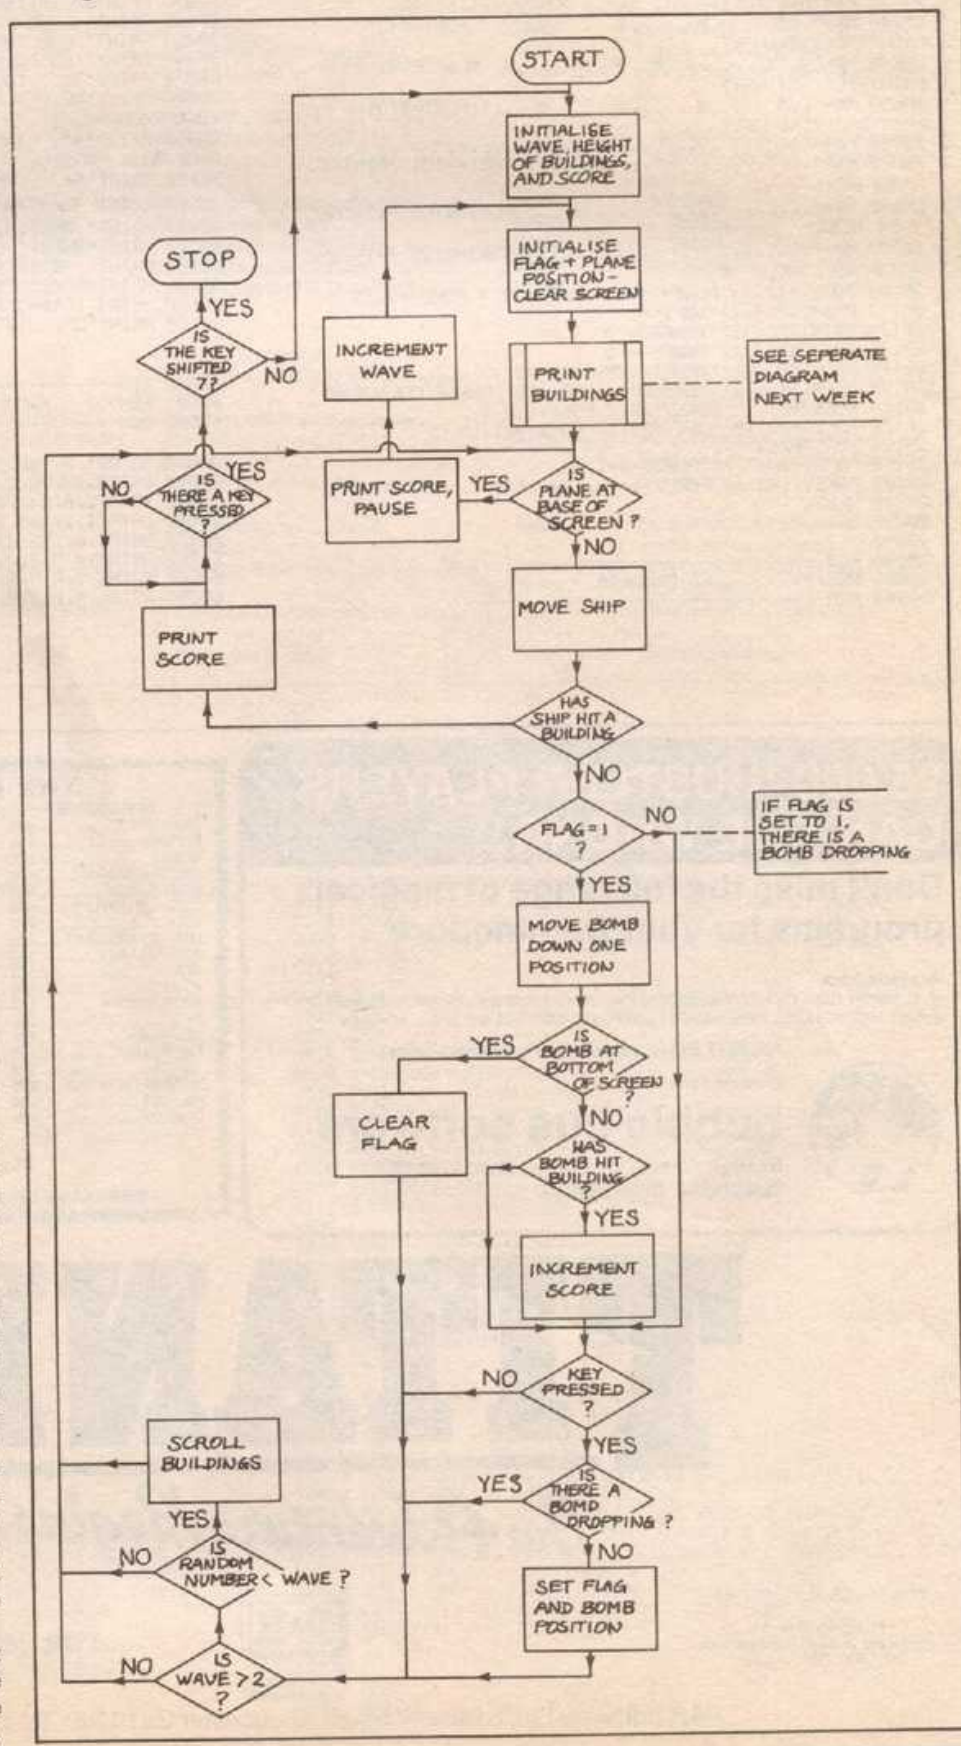 START
INITIALISE
WAVE, HEIGHT
OF BUILDINGS,
AND SCORE
INITIALISE
FLAG + PLANE
POSITION -
CLEAR SCREEN
STOP
YES
IS
THE KEY
SHIFTED
7?
NO
INCREMENT
WAVE
PRINT
BUILDINGS
SEE SEPERATE
DIAGRAM
NEXT WEEK
YES
IS
THERE A KEY
PRESSED
?
NO
PRINT SCORE,
PAUSE
YES
IS
PLANE AT
BASE OF
SCREEN ?
NO
MOVE SHIP
PRINT
SCORE
HAS
SHIP HIT A
BUILDING
NO
FLAG = 1
?
NO
IF FLAG IS
SET TO 1,
THERE IS A
BOMB DROPPING
YES
MOVE BOMB
DOWN ONE
POSITION
YES
IS
BOMB AT
BOTTOM
OF SCREEN
?
NO
CLEAR
FLAG
HAS
BOMB HIT
BUILDING
?
YES
INCREMENT
SCORE
NO
KEY
PRESSED
?
YES
YES
IS
THERE A
BOMD
DROPPING ?
NO
SET FLAG
AND BOMB
POSITION
SCROLL
BUILDINGS
YES
NO
IS
RANDOM
NUMBER < WAVE ?
NO
IS
WAVE > 2
?